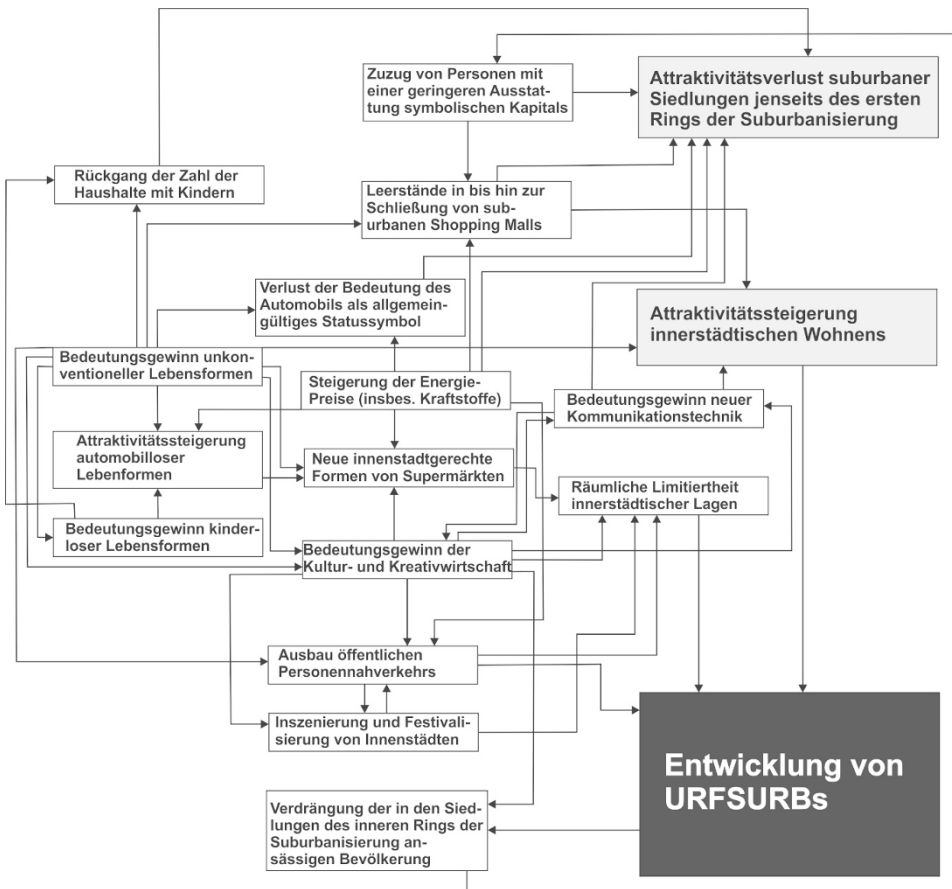 Zuzug von Personen mit
einer geringeren Ausstat-
tung symbolischen Kapitals
Attraktivitätsverlust suburbaner
Siedlungen jenseits des ersten
Rings der Suburbanisierung
Rückgang der Zahl der
Haushalte mit Kindern
Leerstände in bis hin zur
Schließung von sub-
urbanen Shopping Malls
Verlust der Bedeutung des
Automobils als allgemein-
gültiges Statussymbol
Attraktivitätssteigerung
innerstädtischen Wohnens
Bedeutungsgewinn unkon-
ventioneller Lebensformen
Steigerung der Energie-
Preise (insbes. Kraftstoffe)
Bedeutungsgewinn neuer
Kommunikationstechnik
Attraktivitätssteigerung
automobilloser
Lebenformen
Neue innenstadtgerechte
Formen von Supermärkten
Räumliche Limitiertheit
innerstädtischer Lagen
Bedeutungsgewinn kinder-
loser Lebensformen
Bedeutungsgewinn der
Kultur- und Kreativwirtschaft
Ausbau öffentlichen
Personennahverkehrs
Inszenierung und Festivali-
sierung von Innenstädten
Entwicklung von
URFSURBs
Verdrängung der in den Sied-
lungen des inneren Rings der
Suburbanisierung an-
sässigen Bevölkerung